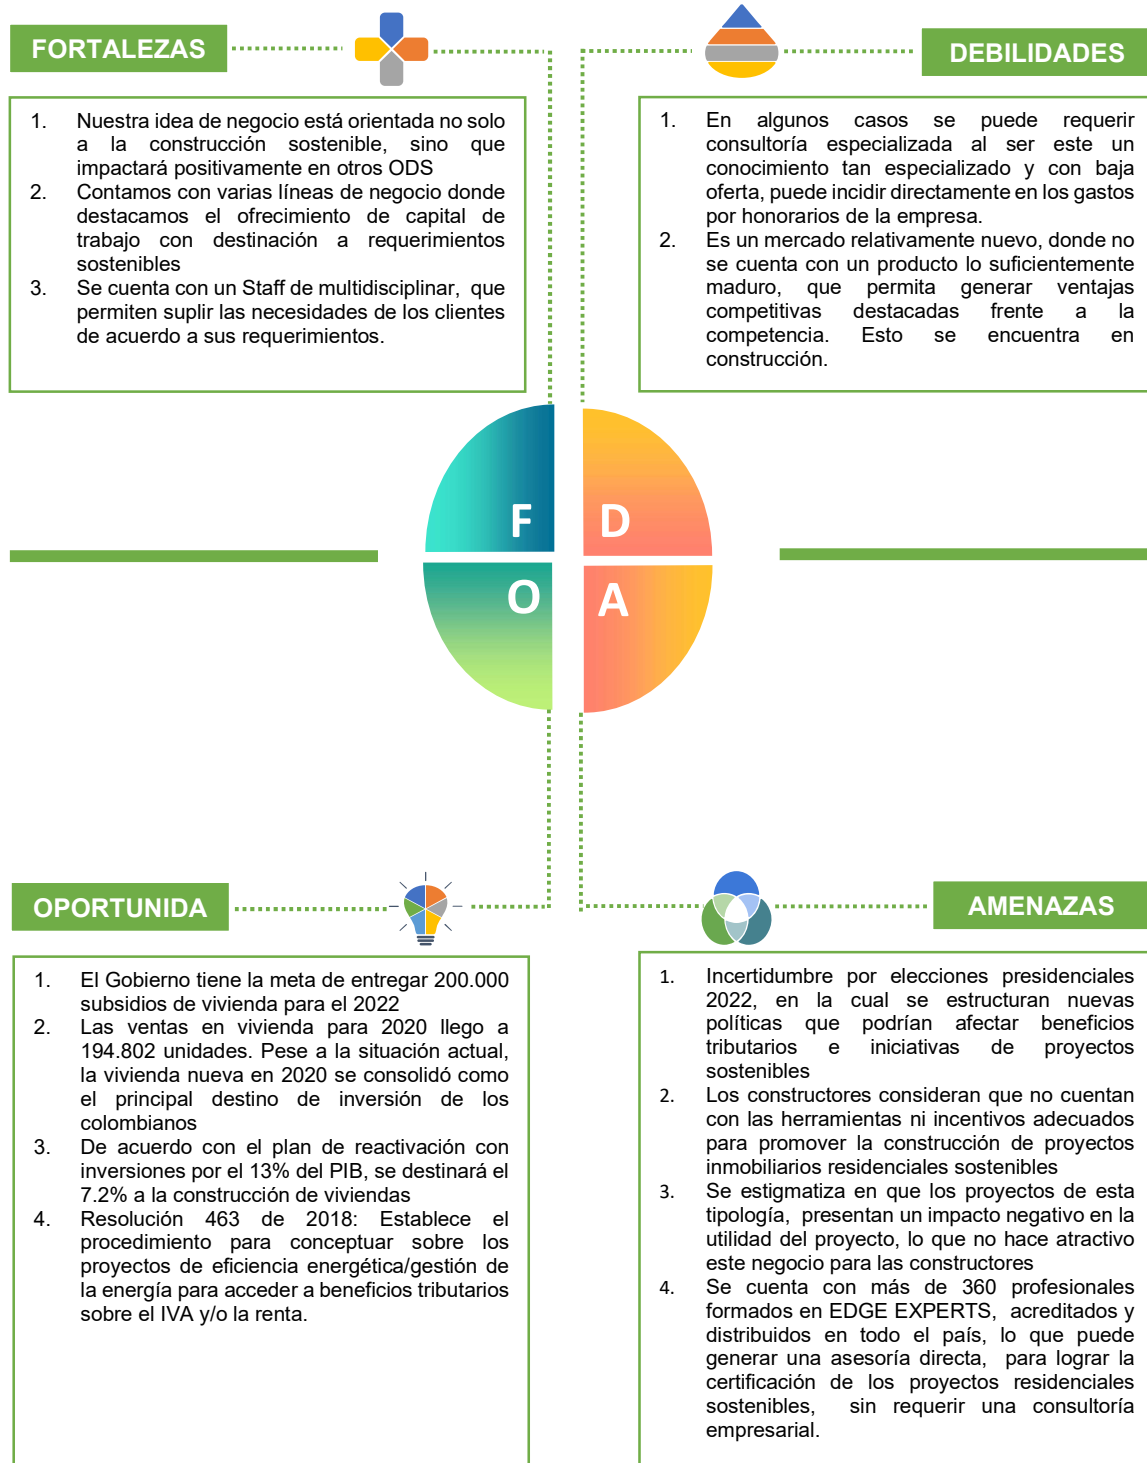 FORTALEZAS
1. Nuestra idea de negocio está orientada no solo
a la construcción sostenible, sino que
impactará positivamente en otros ODS
2. Contamos con varias líneas de negocio donde
destacamos el ofrecimiento de capital de
trabajo con destinación a requerimientos
sostenibles
3. Se cuenta con un Staff de multidisciplinar, que
permiten suplir las necesidades de los clientes
de acuerdo a sus requerimientos.
DEBILIDADES
1. En algunos casos se puede requerir
consultoría especializada al ser este un
conocimiento tan especializado y con baja
oferta, puede incidir directamente en los gastos
por honorarios de la empresa.
2. Es un mercado relativamente nuevo, donde no
se cuenta con un producto lo suficientemente
maduro, que permita generar ventajas
competitivas destacadas frente a la
competencia. Esto se encuentra en
construcción.
F
D
O
A
OPORTUNIDA
1. El Gobierno tiene la meta de entregar 200.000
subsidios de vivienda para el 2022
2. Las ventas en vivienda para 2020 llego a
194.802 unidades. Pese a la situación actual,
la vivienda nueva en 2020 se consolidó como
el principal destino de inversión de los
colombianos
3. De acuerdo con el plan de reactivación con
inversiones por el 13% del PIB, se destinará el
7.2% a la construcción de viviendas
4. Resolución 463 de 2018: Establece el
procedimiento para conceptuar sobre los
proyectos de eficiencia energética/gestión de
la energía para acceder a beneficios tributarios
sobre el IVA y/o la renta.
AMENAZAS
1. Incertidumbre por elecciones presidenciales
2022, en la cual se estructuran nuevas
políticas que podrían afectar beneficios
tributarios e iniciativas de proyectos
sostenibles
2. Los constructores consideran que no cuentan
con las herramientas ni incentivos adecuados
para promover la construcción de proyectos
inmobiliarios residenciales sostenibles
3. Se estigmatiza en que los proyectos de esta
tipología, presentan un impacto negativo en la
utilidad del proyecto, lo que no hace atractivo
este negocio para las constructores
4. Se cuenta con más de 360 profesionales
formados en EDGE EXPERTS, acreditados y
distribuidos en todo el país, lo que puede
generar una asesoría directa, para lograr la
certificación de los proyectos residenciales
sostenibles, sin requerir una consultoría
empresarial.